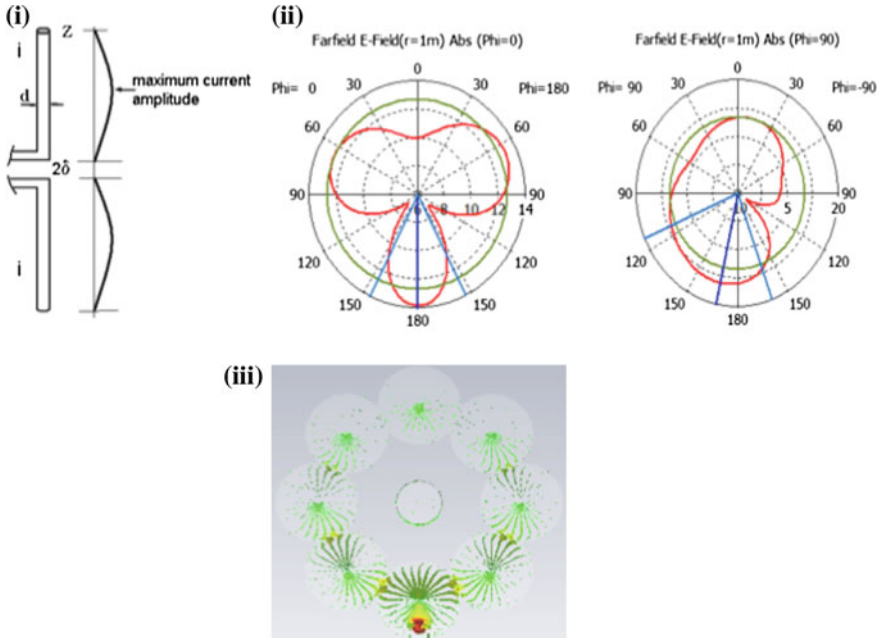 (i)
i
d
2δ
i
Z
maximum current
amplitude
(ii)
Farfield E-Field(r=1m) Abs (Phi=0)
Phi= 0
Phi=180
0
30
30
60
60
90
90
6 8 10 12 14
120
120
150
150
180
Farfield E-Field(r=1m) Abs (Phi=90)
Phi= 90
Phi=-90
0
30
30
60
60
90
90
5 20
120
120
150
150
180
(iii)